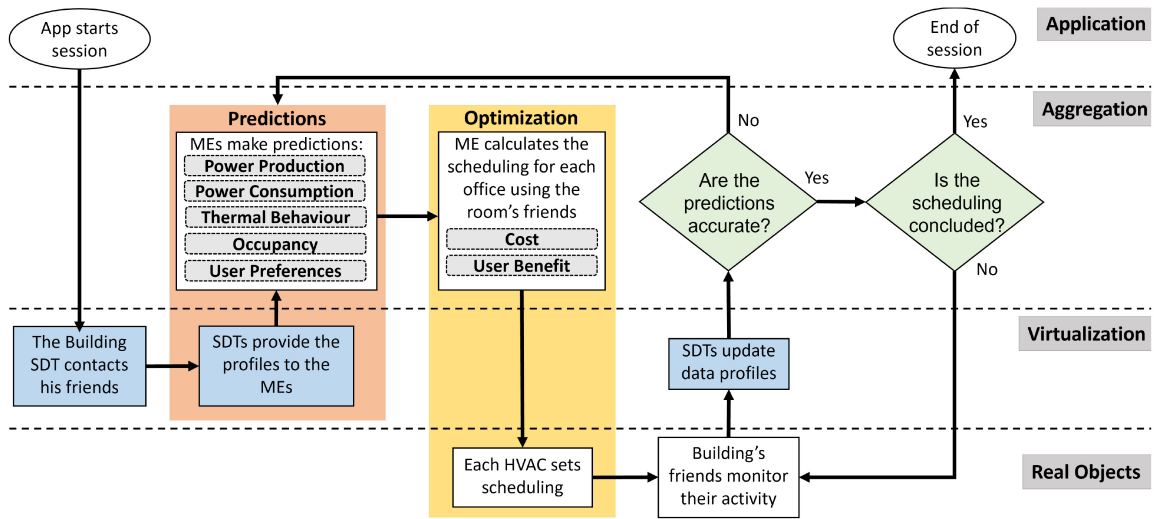 App starts
session
End of
session
Application
Aggregation
Predictions
MEs make predictions:
Power Production
Power Consumption
Thermal Behaviour
Occupancy
User Preferences
Optimization
ME calculates the
scheduling for each
office using the
room's friends
Cost
User Benefit
No
Are the
predictions
accurate?
Yes
Yes
Is the
scheduling
concluded?
No
Virtualization
The Building
SDT contacts
his friends
SDTs provide the
profiles to the
MEs
SDTs update
data profiles
Real Objects
Each HVAC sets
scheduling
Building's
friends monitor
their activity